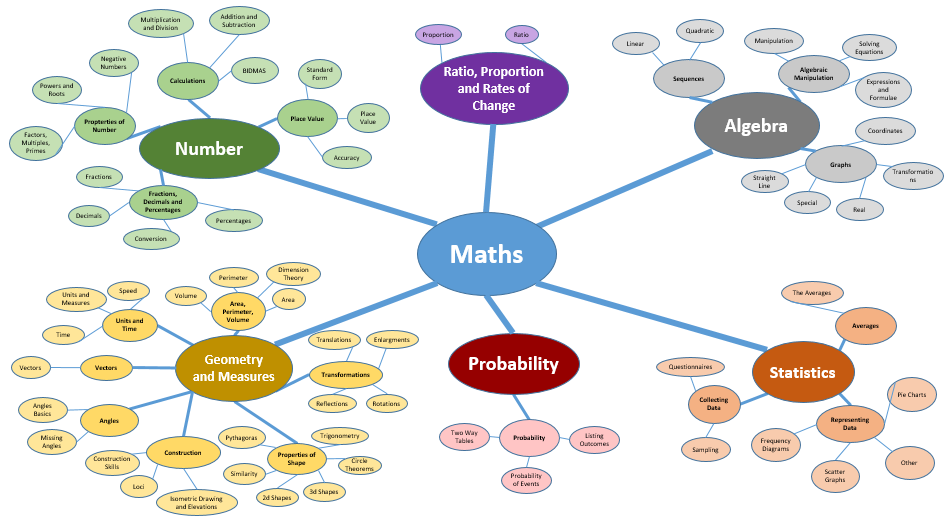 Multiplication
and Division
Addition and
Subtraction
Negative
Numbers
Calculations
BIDMAS
Powers and
Roots
Standard
Form
Propterties of
Number
Place Value
Place
Value
Factors,
Multiples,
Primes
Number
Accuracy
Fractions
Fractions,
Decimals and
Percentages
Decimals
Percentages
Conversion
Proportion
Ratio
Ratio, Proportion
and Rates of
Change
Linear
Quadratic
Manipulation
Solving
Equations
Sequences
Algebraic
Manipulation
Expressions
and
Formulae
Algebra
Coordinates
Graphs
Straight
Line
Transformatio
ns
Special
Real
Maths
Units and
Measures
Speed
Volume
Perimeter
Dimension
Theory
Area
Time
Units and
Time
Area,
Perimeter,
Volume
Vectors
Vectors
Geometry
and Measures
Translations
Enlargments
Transformations
Reflections
Rotations
Angles
Basics
Angles
Missing
Angles
Construction
Skills
Construction
Loci
Isometric Drawing
and Elevations
Pythagoras
Trigonometry
Properties of
Shape
Circle
Theorems
Similarity
2d Shapes
3d Shapes
Probability
Two Way
Tables
Probability
Listing
Outcomes
Probability
of Events
The Averages
Averages
Statistics
Questionnaires
Collecting
Data
Sampling
Pie Charts
Representing
Data
Frequency
Diagrams
Scatter
Graphs
Other